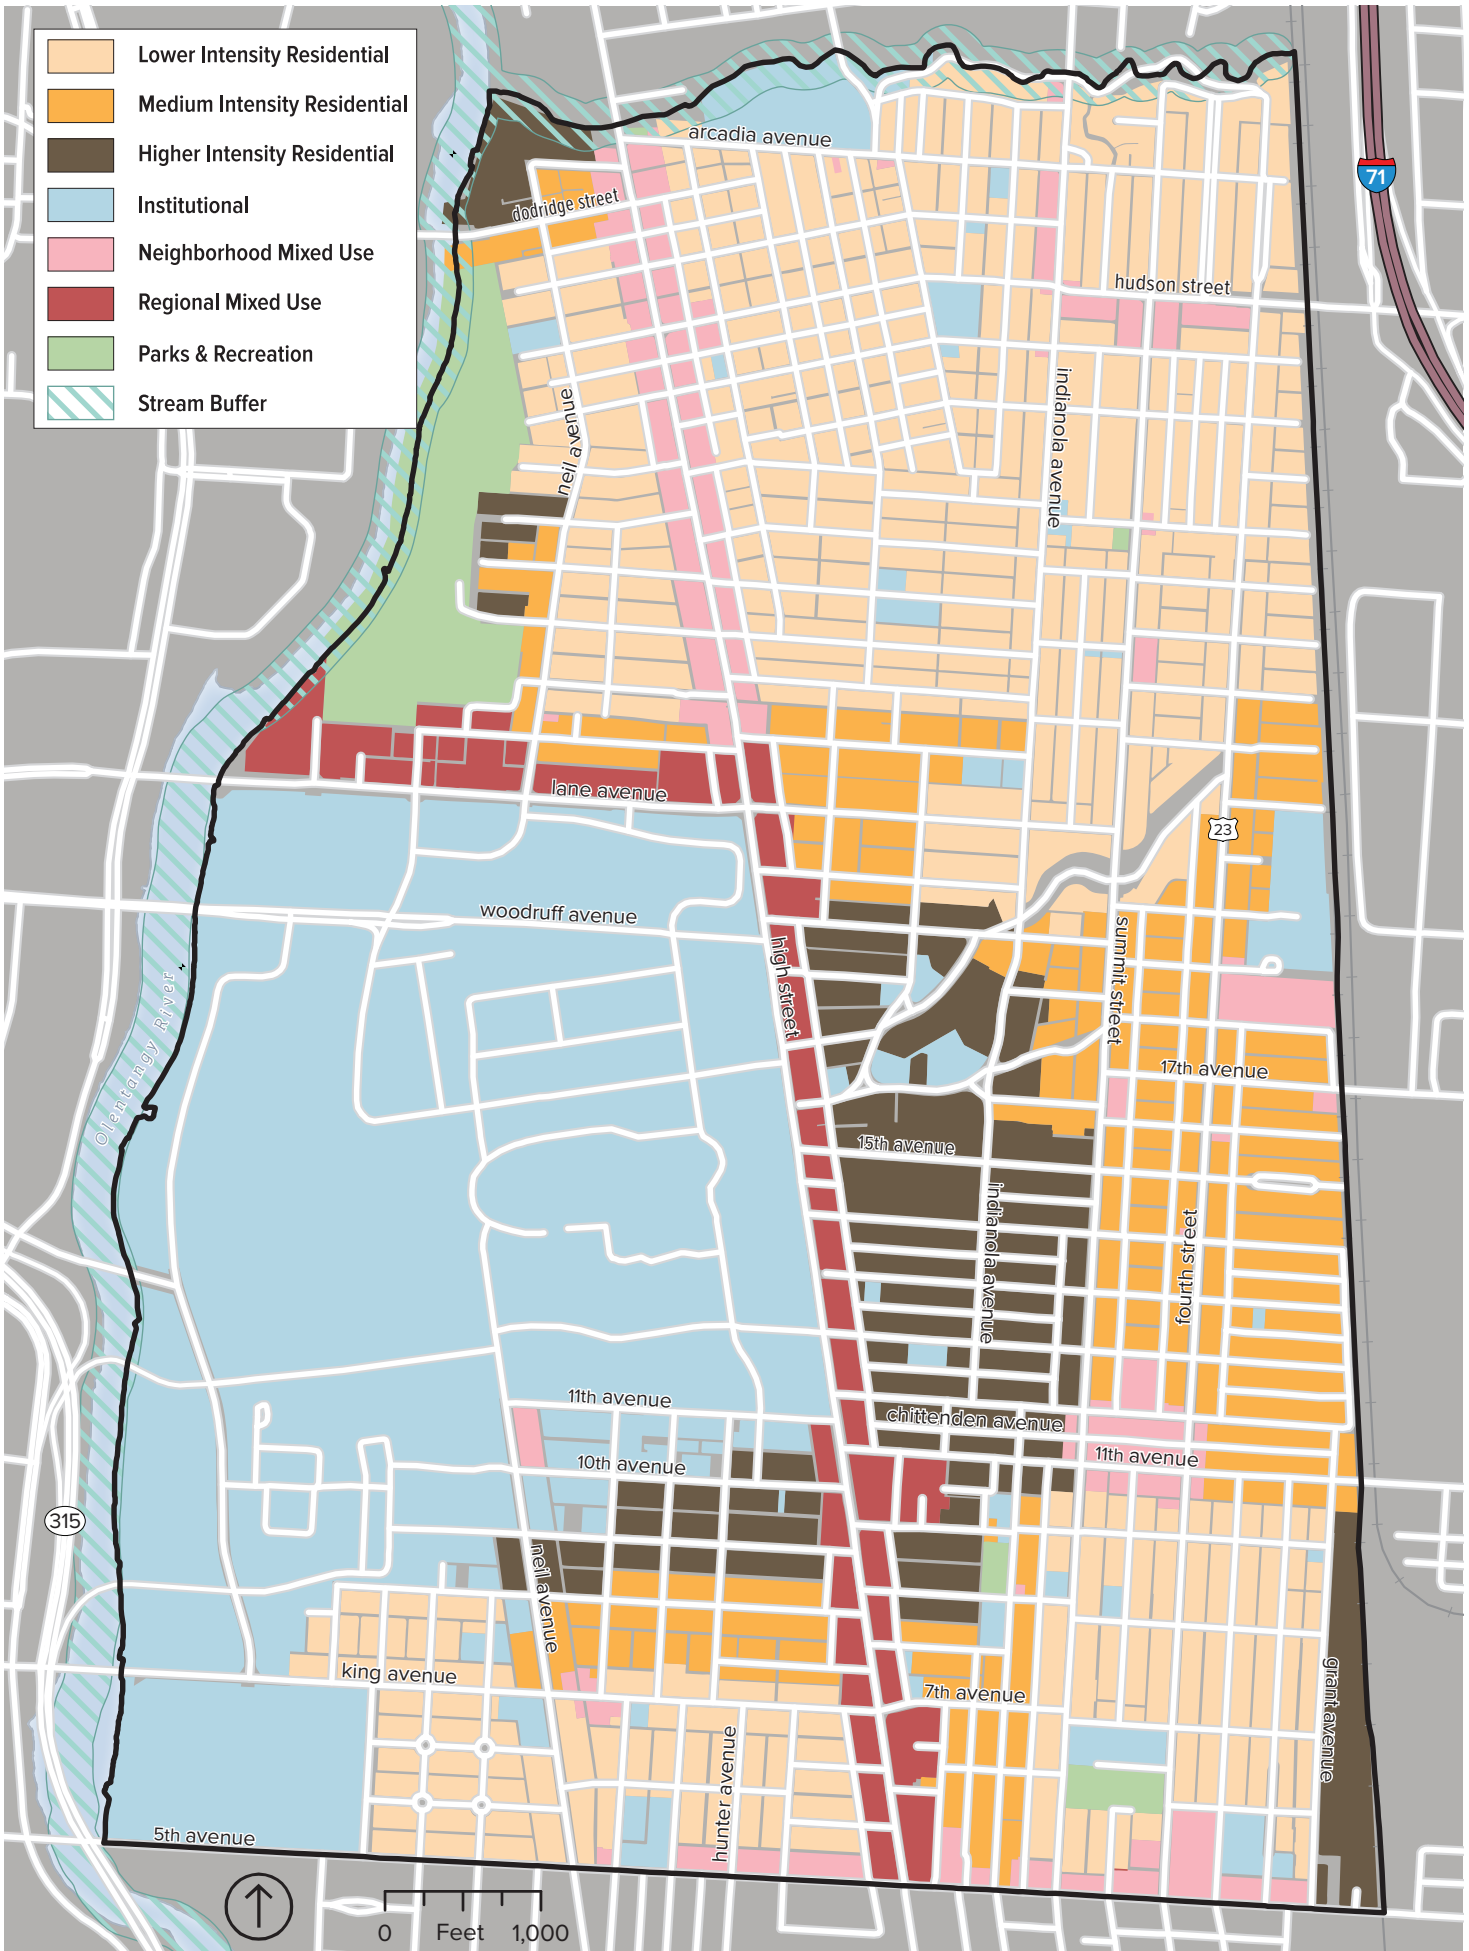 Lower Intensity Residential
Medium Intensity Residential
Higher Intensity Residential
Institutional
Neighborhood Mixed Use
Regional Mixed Use
Parks & Recreation
Stream Buffer
71
arcadia avenue
dodridge street
hudson street
neil avenue
indianola avenue
lane avenue
23
woodruff avenue
high street
summit street
Olentangy River
17th avenue
15th avenue
indianola avenue
fourth street
11th avenue
chittenden avenue
10th avenue
11th avenue
315
neil avenue
king avenue
7th avenue
grant avenue
hunter avenue
5th avenue
0 Feet 1,000